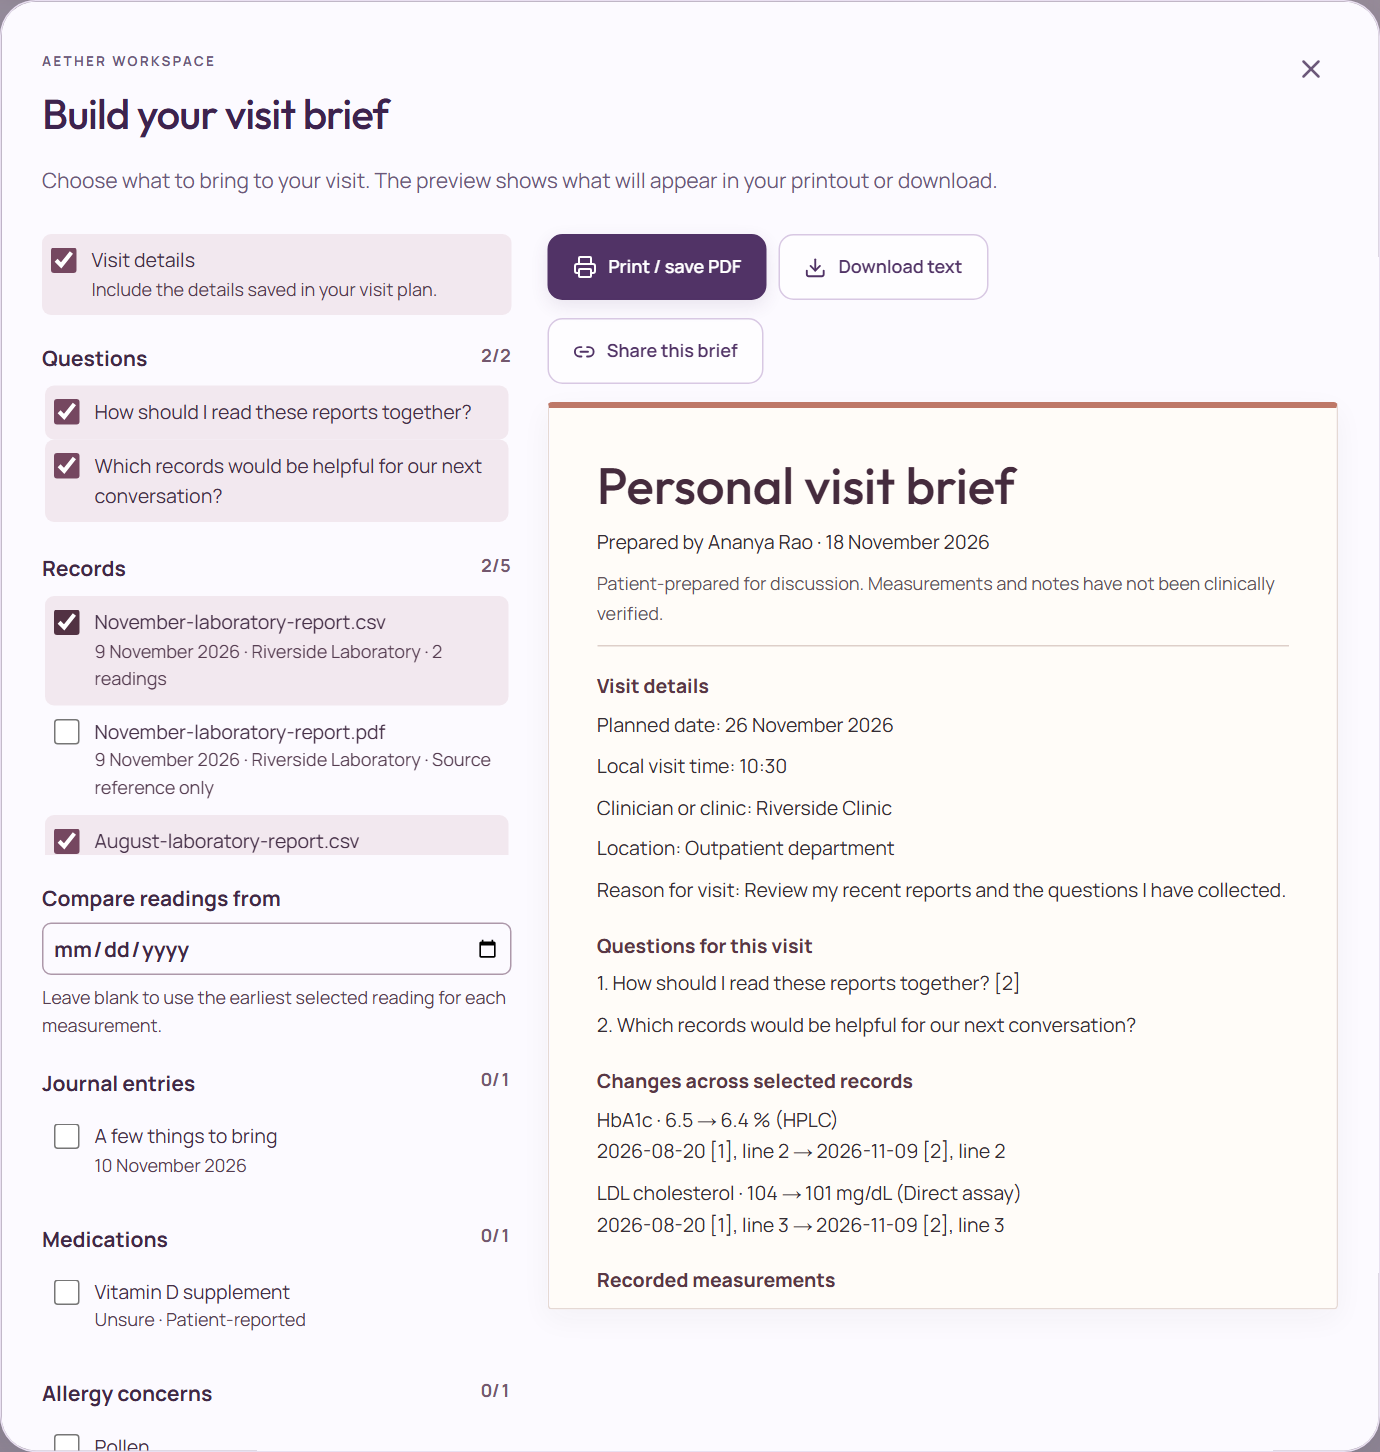 AETHER WORKSPACE
Build your visit brief
Choose what to bring to your visit. The preview shows what will appear in your printout or download.
Visit details
Include the details saved in your visit plan.
Questions 2/2
How should I read these reports together?
Which records would be helpful for our next
conversation?
Records 2/5
November-laboratory-report.csv
9 November 2026 · Riverside Laboratory · 2
readings
November-laboratory-report.pdf
9 November 2026 · Riverside Laboratory · Source
reference only
August-laboratory-report.csv
Compare readings from
mm/dd/yyyy
Leave blank to use the earliest selected reading for each
measurement.
Journal entries 0/1
A few things to bring
10 November 2026
Medications 0/1
Vitamin D supplement
Unsure · Patient-reported
Allergy concerns 0/1
Pollen
Print / save PDF
Download text
Share this brief
Personal visit brief
Prepared by Ananya Rao · 18 November 2026
Patient-prepared for discussion. Measurements and notes have not been clinically
verified.
Visit details
Planned date: 26 November 2026
Local visit time: 10:30
Clinician or clinic: Riverside Clinic
Location: Outpatient department
Reason for visit: Review my recent reports and the questions I have collected.
Questions for this visit
1. How should I read these reports together? [2]
2. Which records would be helpful for our next conversation?
Changes across selected records
HbA1c · 6.5 → 6.4 % (HPLC)
2026-08-20 [1], line 2 → 2026-11-09 [2], line 2
LDL cholesterol · 104 → 101 mg/dL (Direct assay)
2026-08-20 [1], line 3 → 2026-11-09 [2], line 3
Recorded measurements